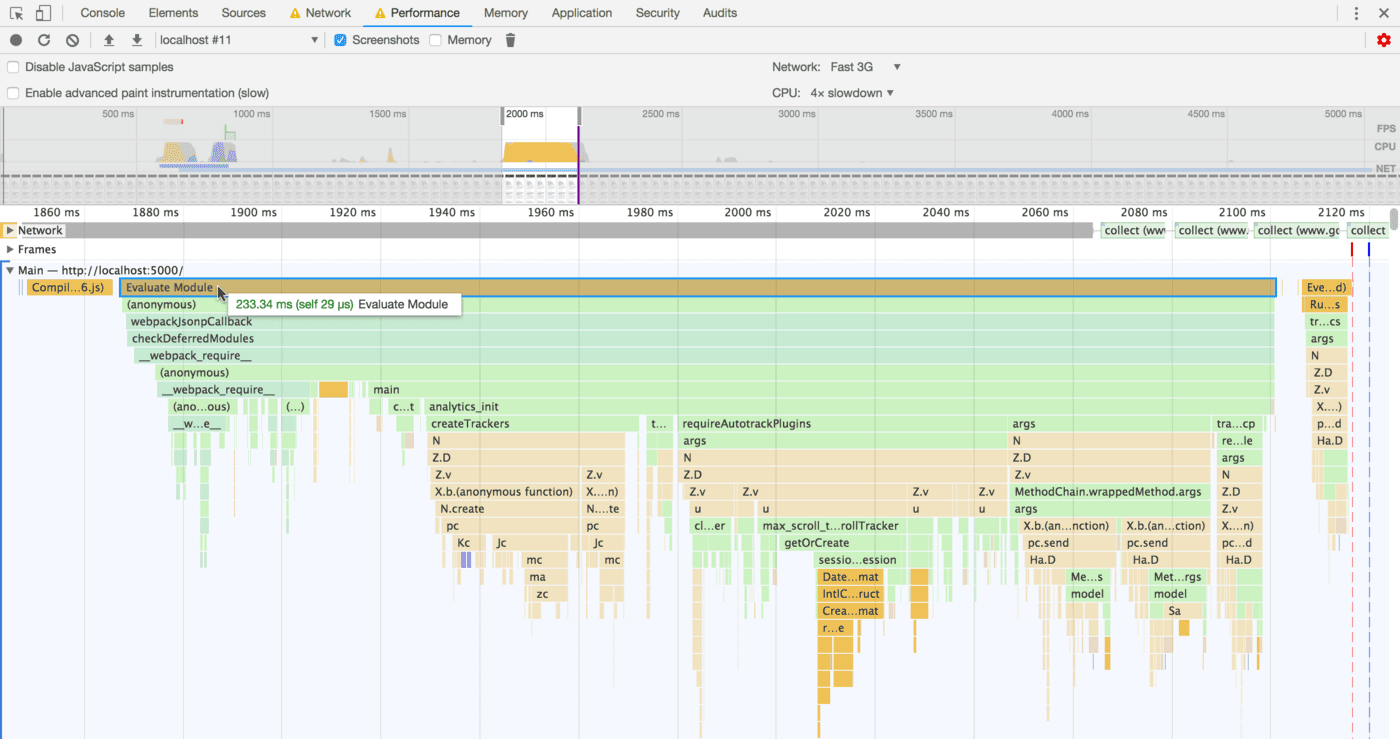 Console Elements Sources Network Performance Memory Application Security Audits
localhost #11 Screenshots Memory
Disable JavaScript samples Network: Fast 3G
Enable advanced paint instrumentation (slow) CPU: 4× slowdown
500 ms 1000 ms 1500 ms 2000 ms 2500 ms 3000 ms 3500 ms 4000 ms 4500 ms 5000 ms
FPS
CPU
NET
1860 ms 1880 ms 1900 ms 1920 ms 1940 ms 1960 ms 1980 ms 2000 ms 2020 ms 2040 ms 2060 ms 2080 ms 2100 ms 2120 ms
Network collect (ww collect (www. collect (www.gc collect
Frames
Main — http://localhost:5000/
Compil...6.js) Evaluate Module Eve...d)
233.34 ms (self 29 µs) Evaluate Module
(anonymous) Ru...s
webpackJsonpCallback tr...cs
checkDeferredModules args
__webpack_require__ N
(anonymous) Z.D
__webpack_require__ main Z.v
(ano...ous) (...) c...t analytics_init X....)
__w...e__ createTrackers t... requireAutotrackPlugins args tra...cp p...d
N args N re...le Ha.D
Z.D N Z.D args
Z.v Z.v Z.D Z.v N
X.b.(anonymous function) X....n) Z.v Z.v Z.v Z.v MethodChain.wrappedMethod.args Z.D
N.create N....te u u u u args Z.v
pc pc cl...er max_scroll_t...rollTracker X.b.(an...nction) X.b.(an...ction) X....n)
Kc Jc Jc getOrCreate pc.send pc.send pc...d
mc mc sessio...ession Ha.D Ha.D Ha.D
ma Date...mat Me...s Met...rgs
zc IntlC...ruct model model
Crea...mat Sa
r...e